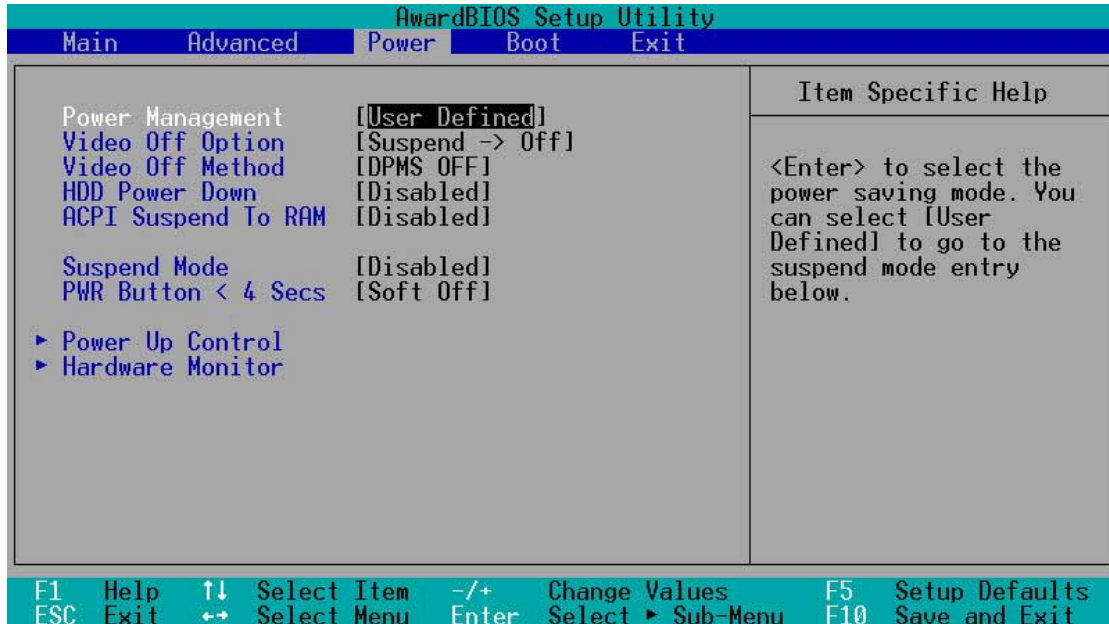 AwardBIOS Setup Utility
Main Advanced Power Boot Exit
Power Management [User Defined]
Video Off Option [Suspend -> Off]
Video Off Method [DPMS OFF]
HDD Power Down [Disabled]
ACPI Suspend To RAM [Disabled]
Suspend Mode [Disabled]
PWR Button < 4 Secs [Soft Off]
► Power Up Control
► Hardware Monitor
Item Specific Help
<Enter> to select the
power saving mode. You
can select [User
Defined] to go to the
suspend mode entry
below.
F1 Help ↑↓ Select Item -/+ Change Values F5 Setup Defaults
ESC Exit ←→ Select Menu Enter Select ► Sub-Menu F10 Save and Exit